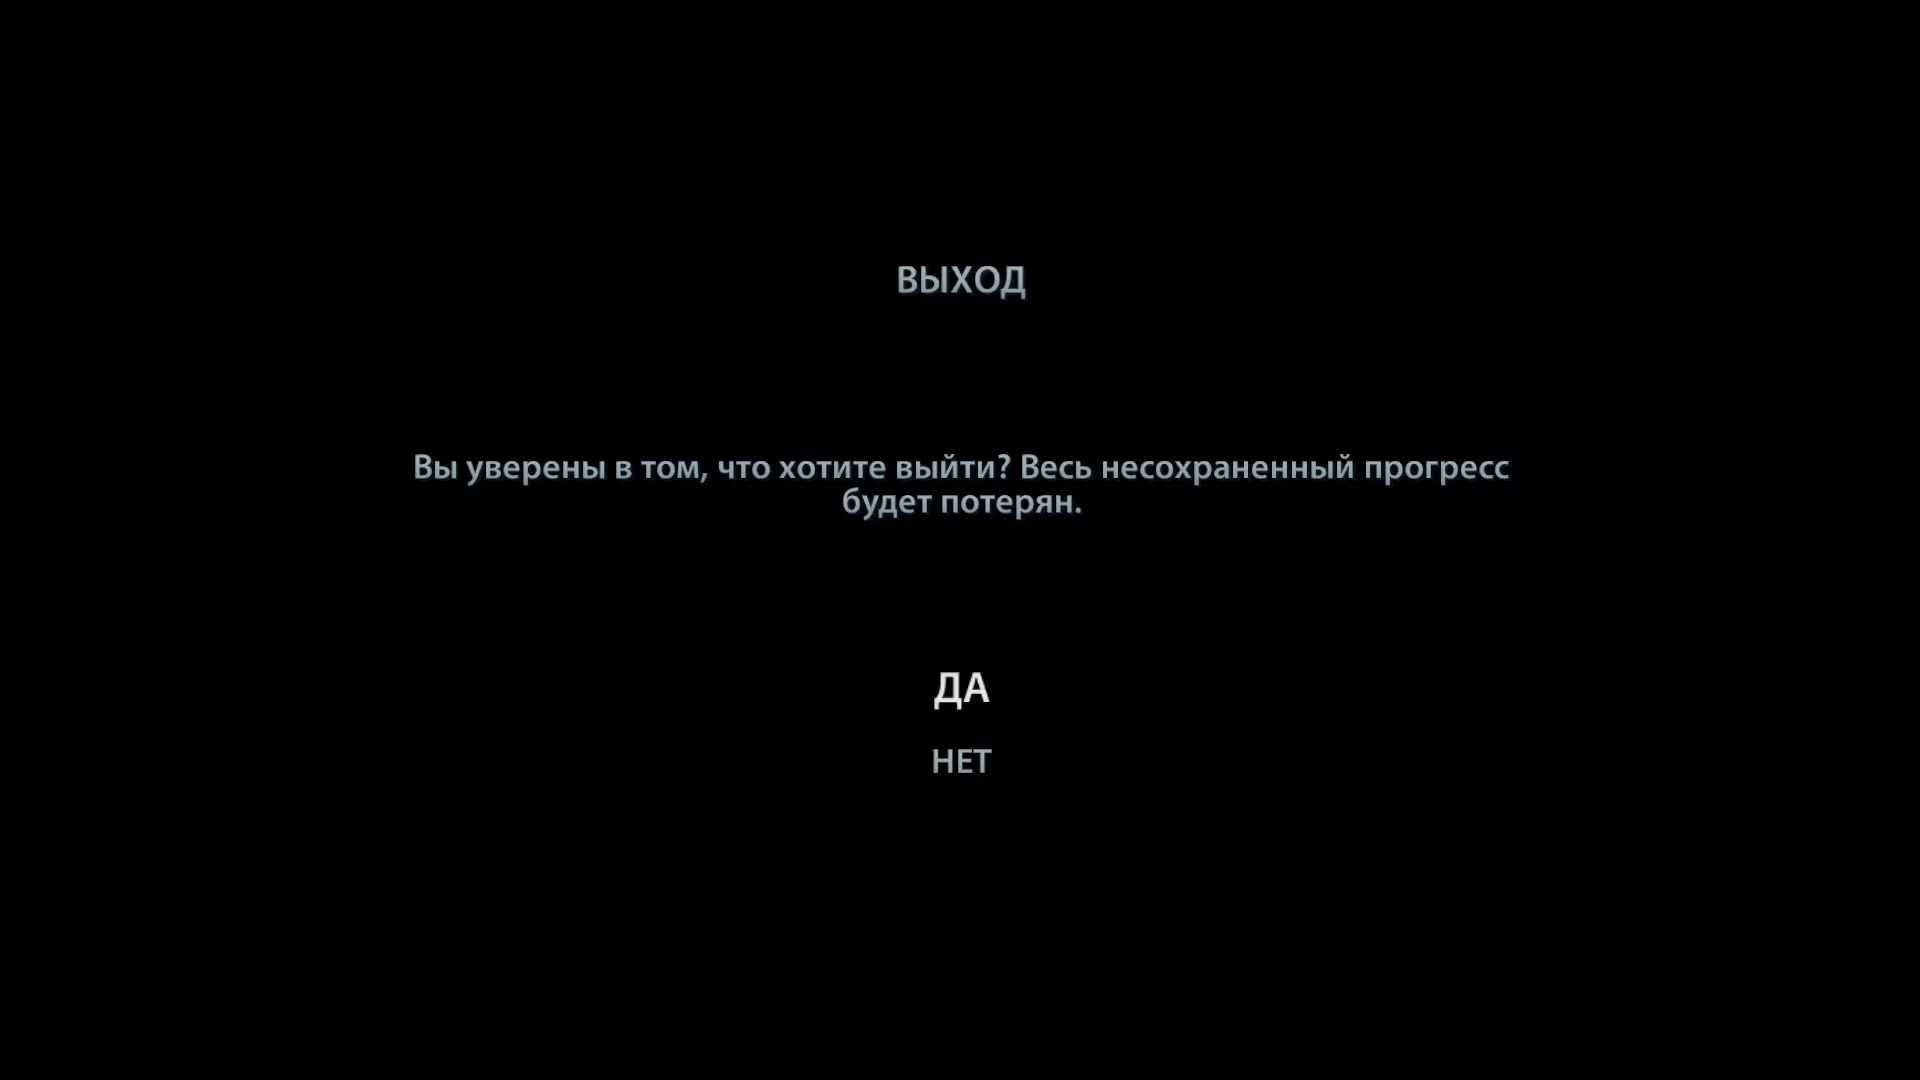 ВЫХОД
Вы уверены в том, что хотите выйти? Весь несохраненный прогресс
будет потерян.
ДА
НЕТ